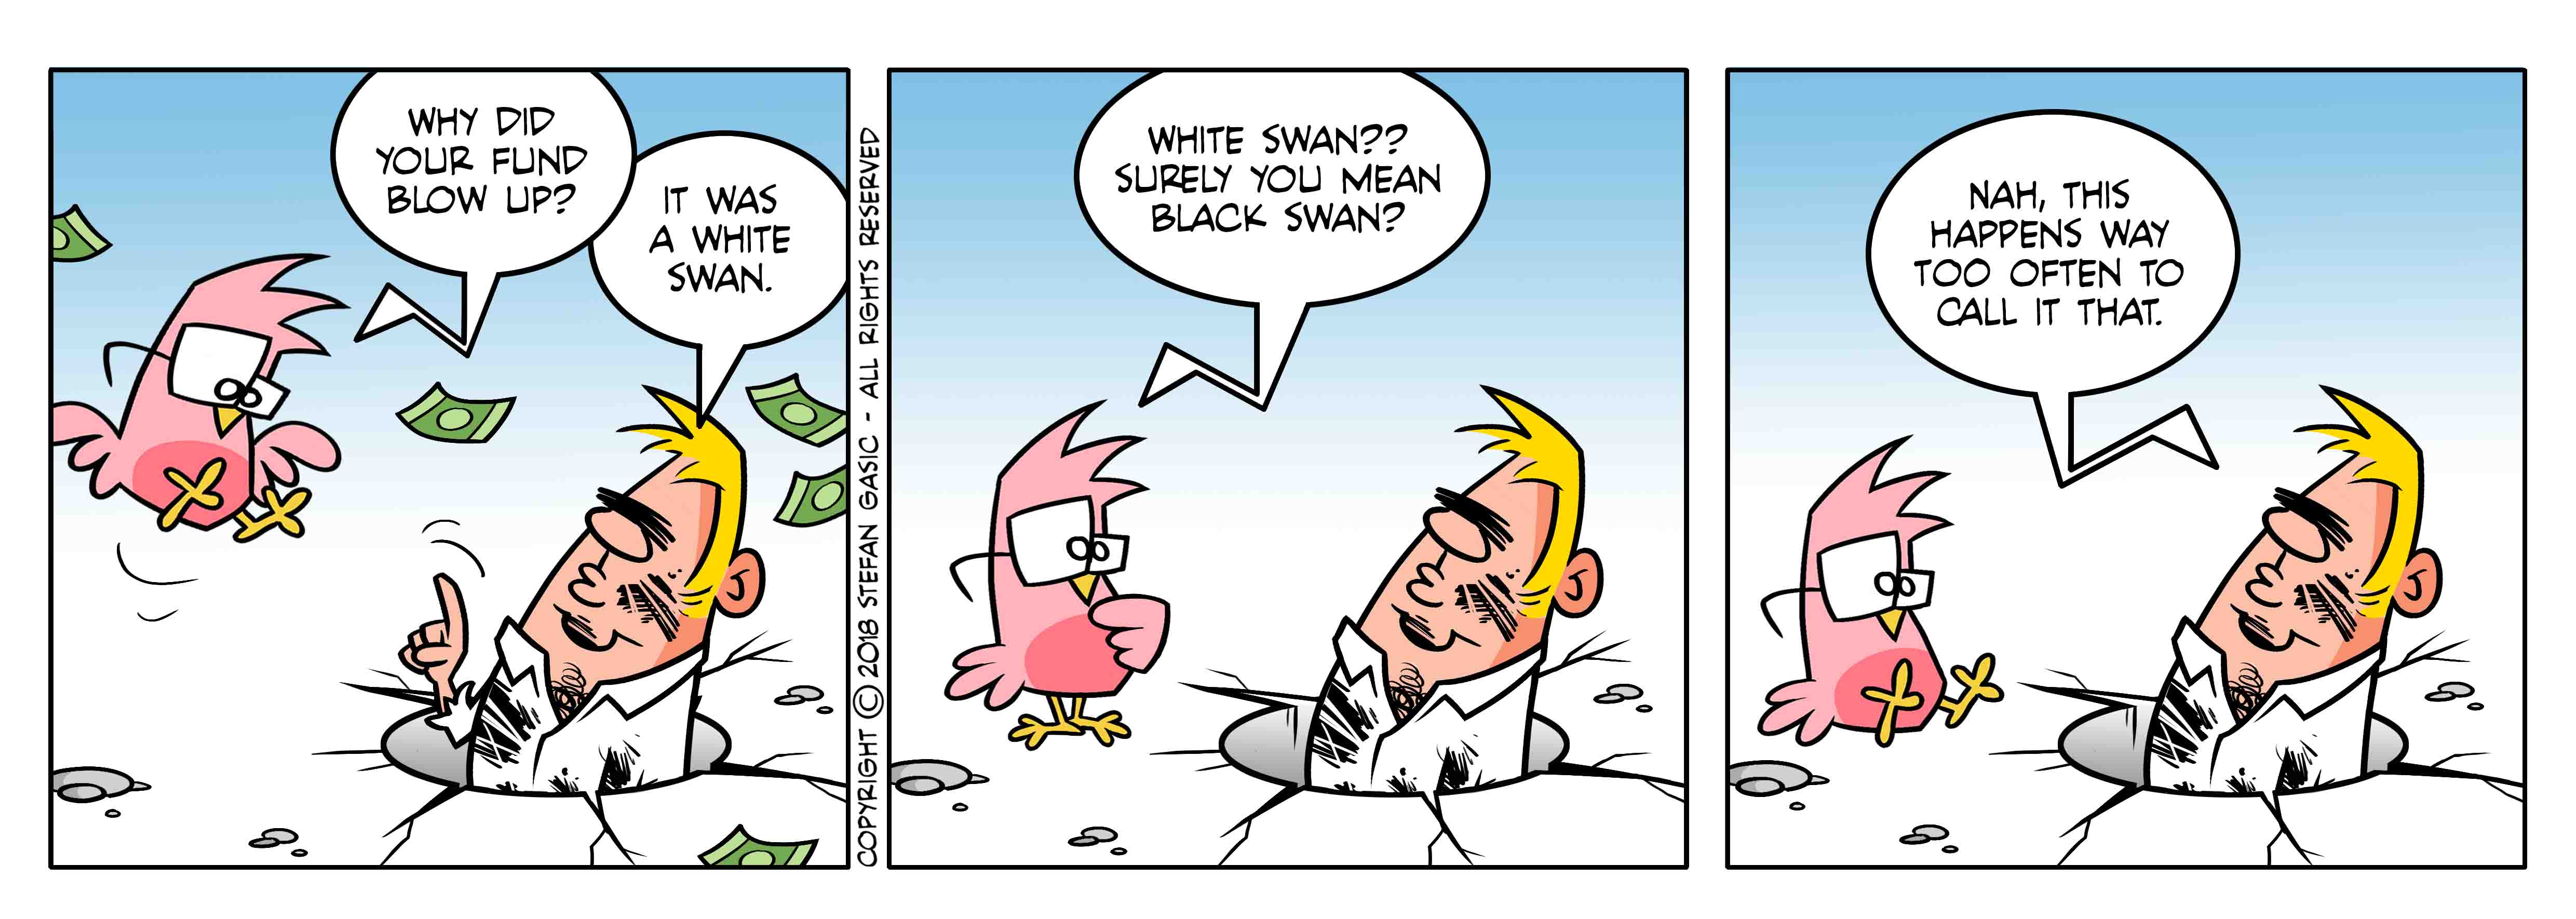 WHY DID
YOUR FUND
BLOW UP?
IT WAS
A WHITE
SWAN.
COPYRIGHT © 2018 STEFAN GASIC - ALL RIGHTS RESERVED
WHITE SWAN??
SURELY YOU MEAN
BLACK SWAN?
NAH, THIS
HAPPENS WAY
TOO OFTEN TO
CALL IT THAT.